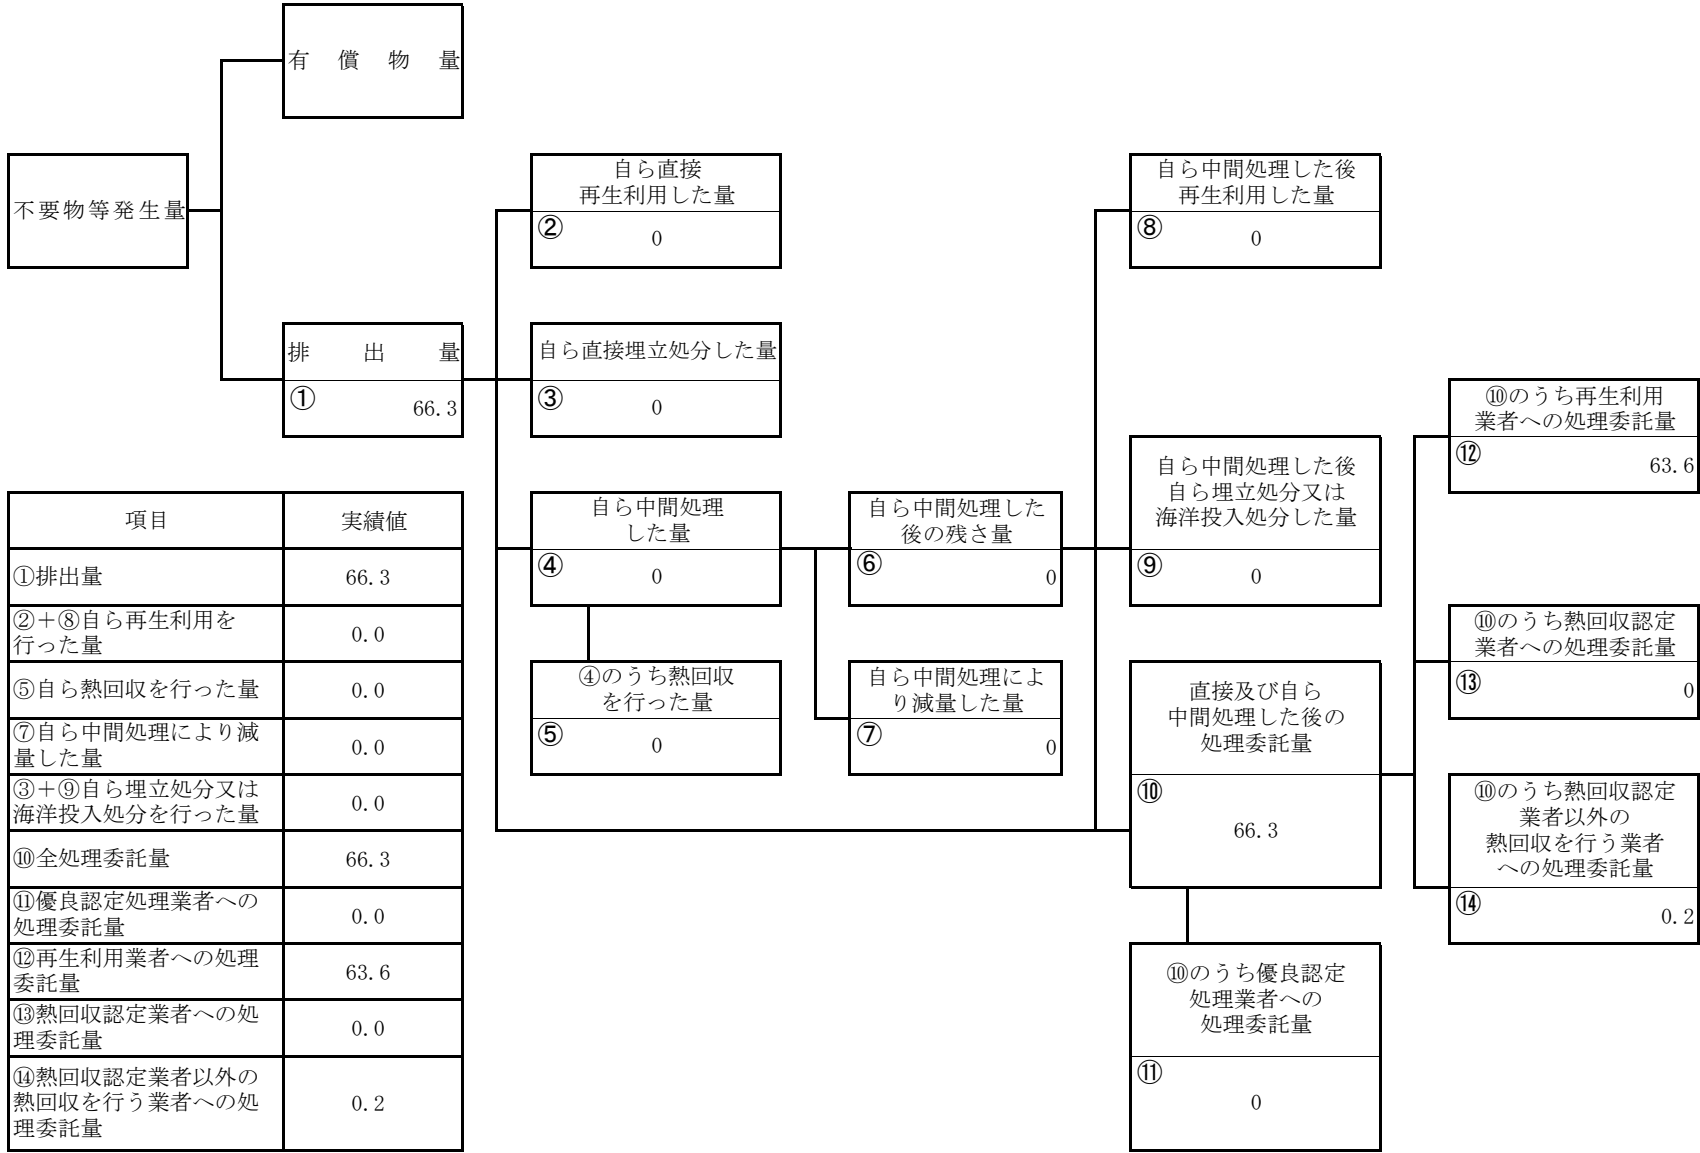 有償物量
不要物等発生量
排出量
①
66.3
自ら直接
再生利用した量
②
0
自ら直接埋立処分した量
③
0
自ら中間処理
した量
④
0
④のうち熱回収
を行った量
⑤
0
自ら中間処理した
後の残さ量
⑥
0
自ら中間処理によ
り減量した量
⑦
0
自ら中間処理した後
再生利用した量
⑧
0
自ら中間処理した後
自ら埋立処分又は
海洋投入処分した量
⑨
0
直接及び自ら
中間処理した後の
処理委託量
⑩
66.3
⑩のうち優良認定
処理業者への
処理委託量
⑪
0
⑩のうち再生利用
業者への処理委託量
⑫
63.6
⑩のうち熱回収認定
業者への処理委託量
⑬
0
⑩のうち熱回収認定
業者以外の
熱回収を行う業者
への処理委託量
⑭
0.2
項目 実績値
①排出量 66.3
②＋⑧自ら再生利用を
行った量 0.0
⑤自ら熱回収を行った量 0.0
⑦自ら中間処理により減
量した量 0.0
③＋⑨自ら埋立処分又は
海洋投入処分を行った量 0.0
⑩全処理委託量 66.3
⑪優良認定処理業者への
処理委託量 0.0
⑫再生利用業者への処理
委託量 63.6
⑬熱回収認定業者への処
理委託量 0.0
⑭熱回収認定業者以外の
熱回収を行う業者への処
理委託量 0.2